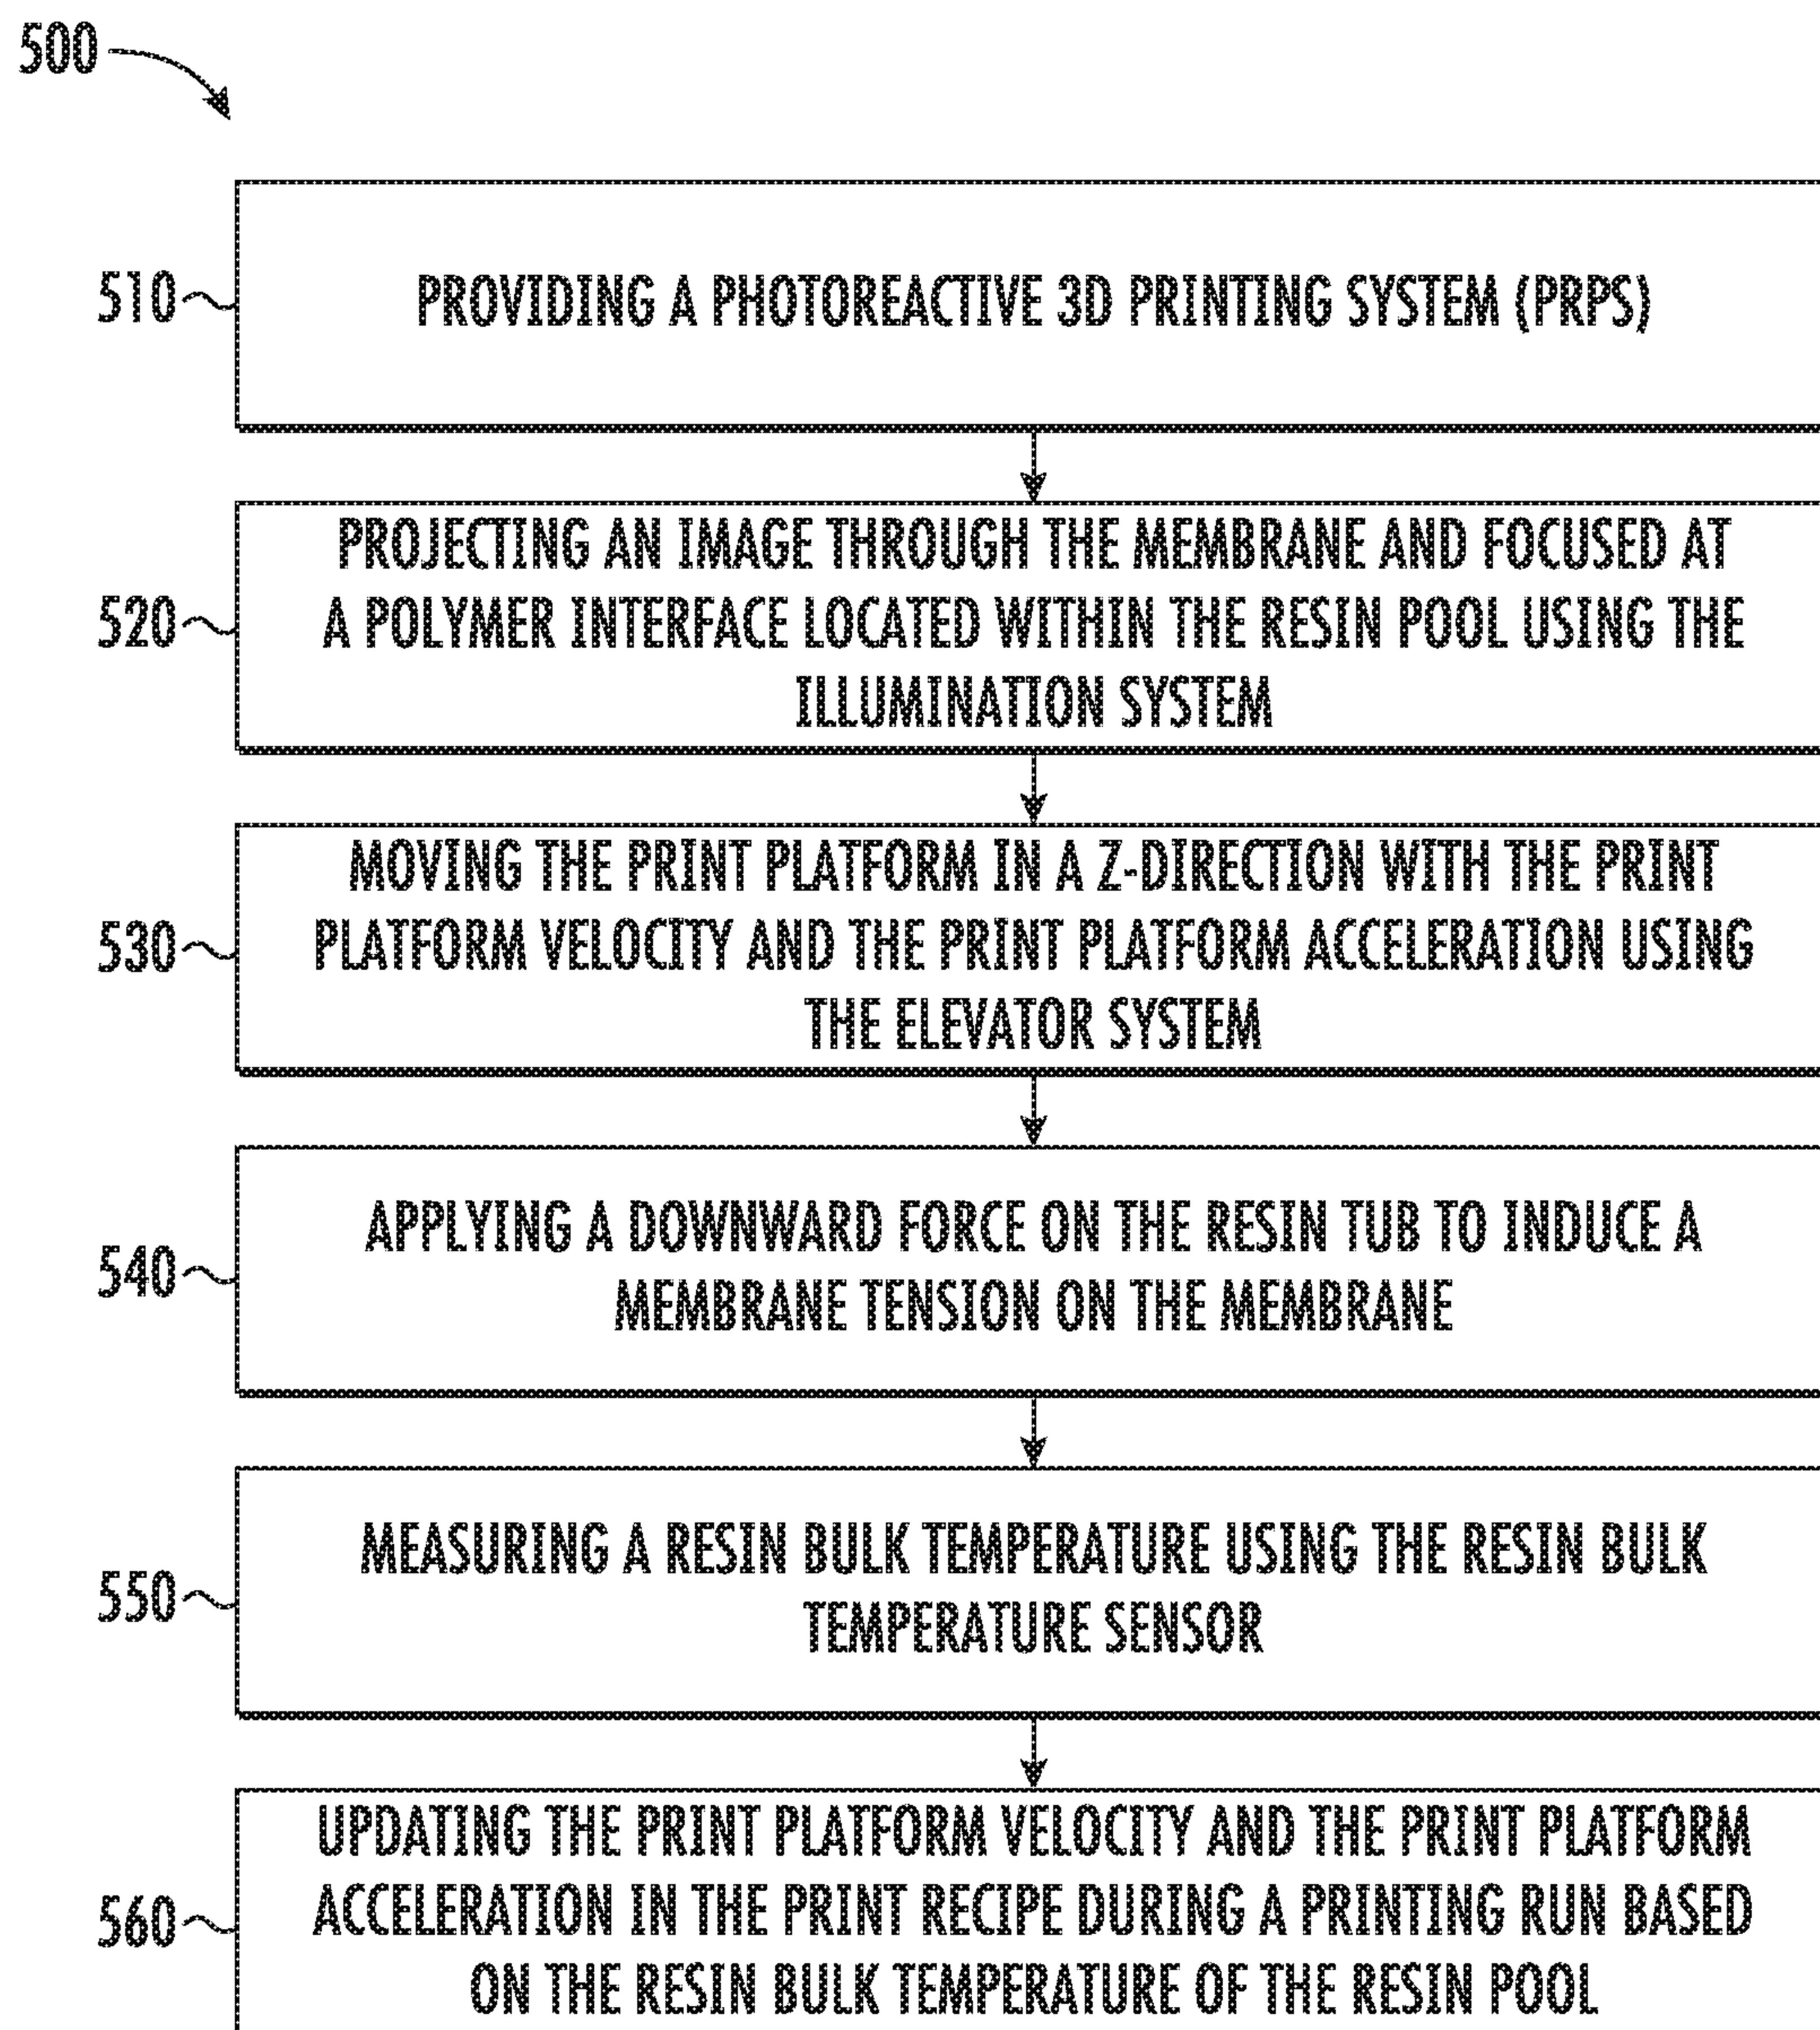 500
510
PROVIDING A PHOTOREACTIVE 3D PRINTING SYSTEM (PRPS)
520
PROJECTING AN IMAGE THROUGH THE MEMBRANE AND FOCUSED AT
A POLYMER INTERFACE LOCATED WITHIN THE RESIN POOL USING THE
ILLUMINATION SYSTEM
530
MOVING THE PRINT PLATFORM IN A Z-DIRECTION WITH THE PRINT
PLATFORM VELOCITY AND THE PRINT PLATFORM ACCELERATION USING
THE ELEVATOR SYSTEM
540
APPLYING A DOWNWARD FORCE ON THE RESIN TUB TO INDUCE A
MEMBRANE TENSION ON THE MEMBRANE
550
MEASURING A RESIN BULK TEMPERATURE USING THE RESIN BULK
TEMPERATURE SENSOR
560
UPDATING THE PRINT PLATFORM VELOCITY AND THE PRINT PLATFORM
ACCELERATION IN THE PRINT RECIPE DURING A PRINTING RUN BASED
ON THE RESIN BULK TEMPERATURE OF THE RESIN POOL